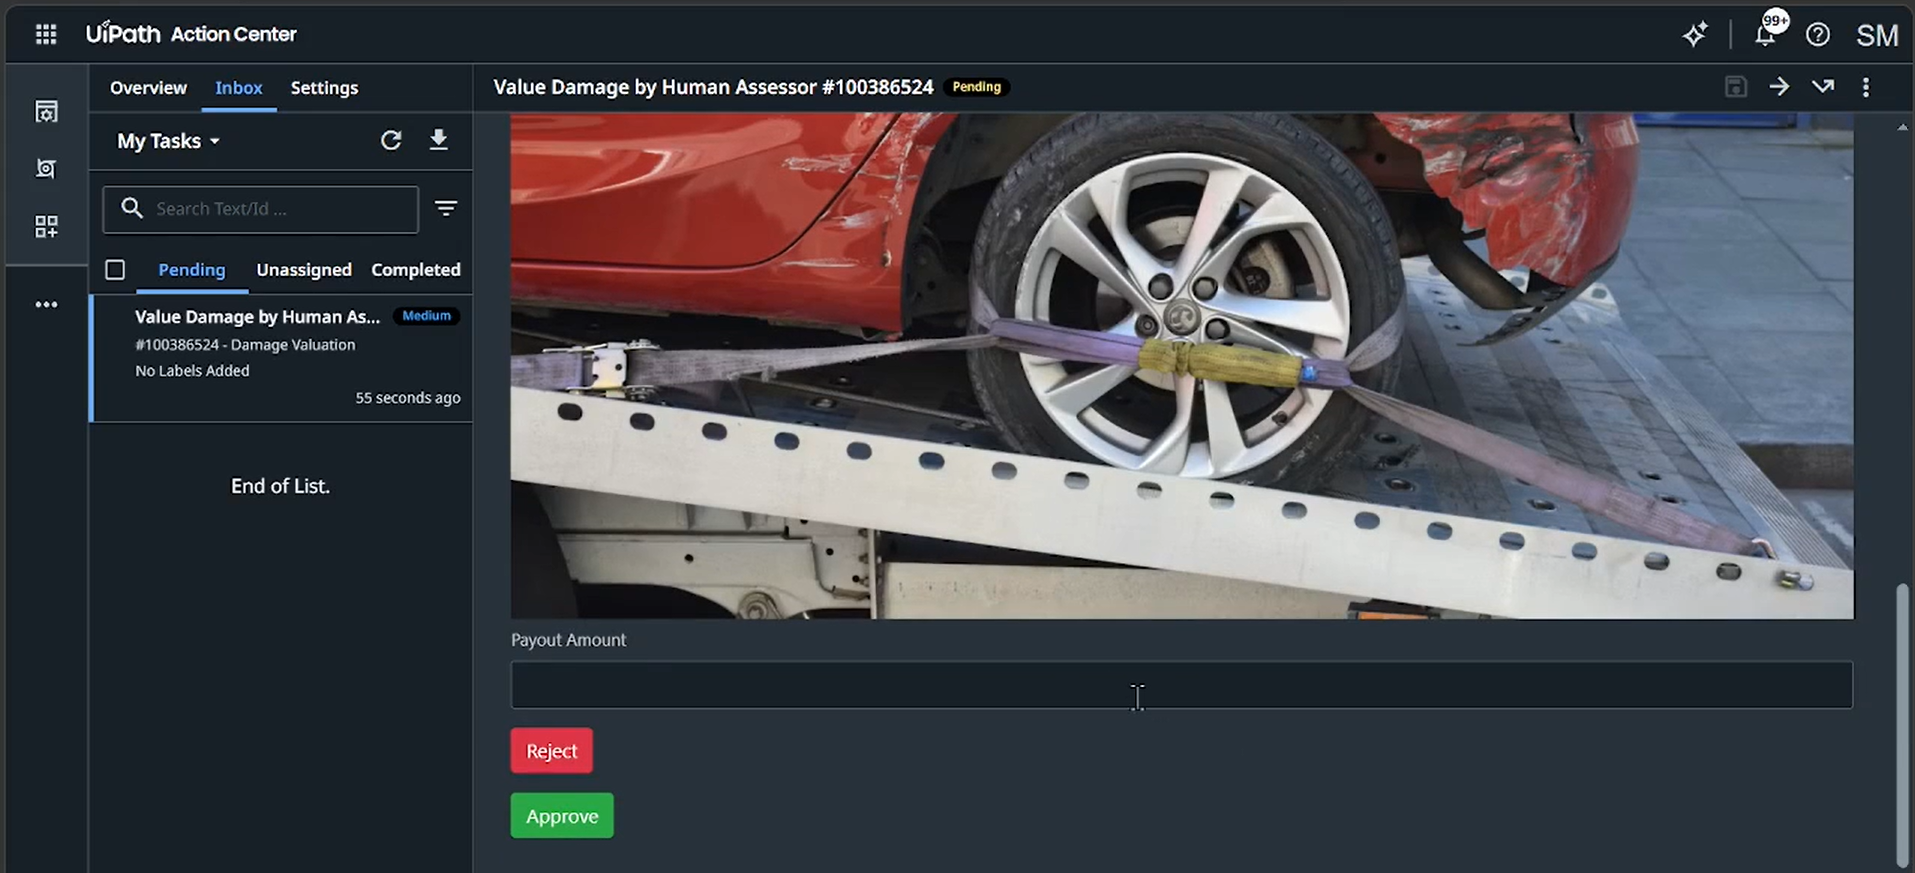 UiPath Action Center
99+
SM
Overview Inbox Settings
Value Damage by Human Assessor #100386524 Pending
My Tasks
Search Text/Id ...
Pending Unassigned Completed
Value Damage by Human As... Medium
#100386524 - Damage Valuation
No Labels Added
55 seconds ago
End of List.
Payout Amount
Reject
Approve